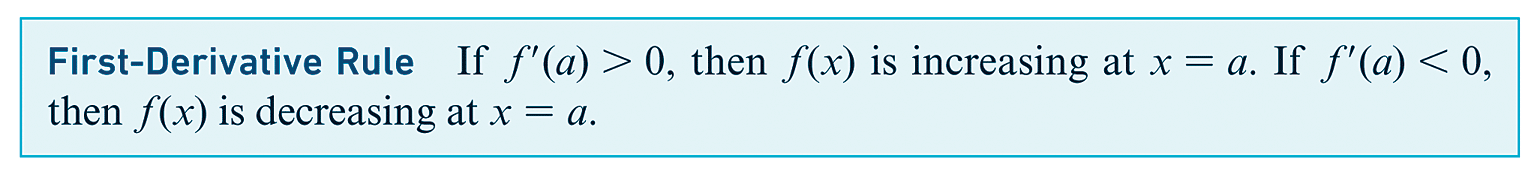 First-Derivative Rule If f′(a) > 0, then f(x) is increasing at x = a. If f′(a) < 0,
then f(x) is decreasing at x = a.